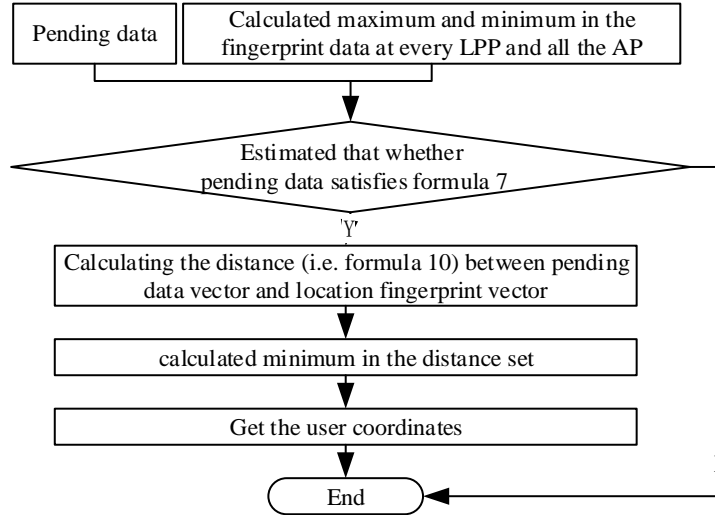 Pending data
Calculated maximum and minimum in the
fingerprint data at every LPP and all the AP
Estimated that whether
pending data satisfies formula 7
'Y'
Calculating the distance (i.e. formula 10) between pending
data vector and location fingerprint vector
calculated minimum in the distance set
Get the user coordinates
End